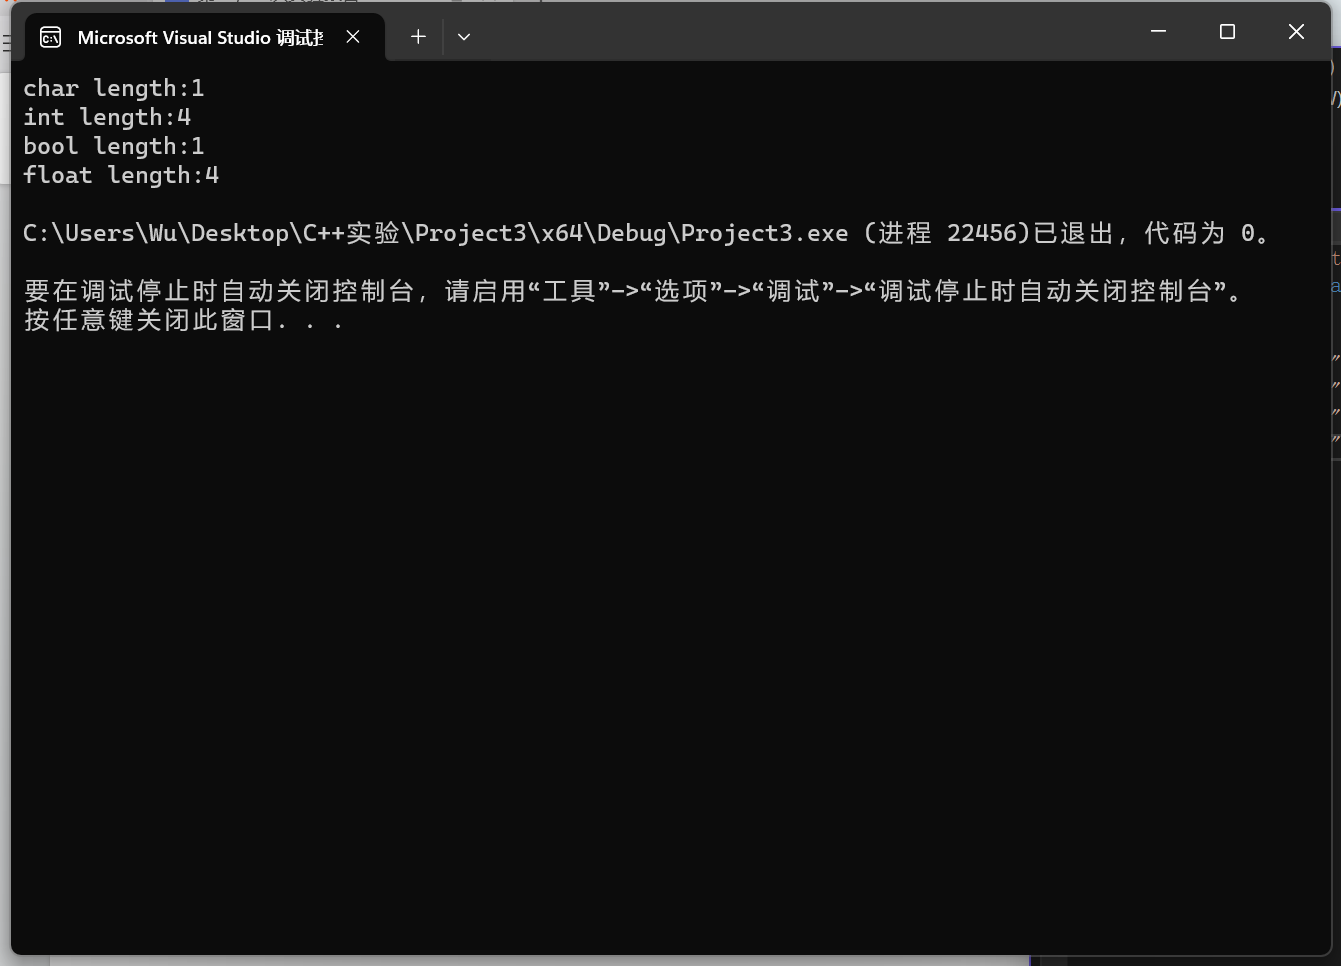 Microsoft Visual Studio 调试
char length:1
int length:4
bool length:1
float length:4
C:\Users\Wu\Desktop\C++实验\Project3\x64\Debug\Project3.exe (进程 22456)已退出，代码为 0。
要在调试停止时自动关闭控制台，请启用“工具”->“选项”->“调试”->“调试停止时自动关闭控制台”。
按任意键关闭此窗口. . .